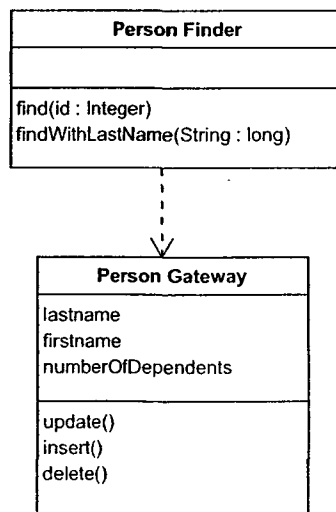 Person Finder
find(id : Integer)
findWithLastName(String : long)
Person Gateway
lastname
firstname
numberOfDependents
update()
insert()
delete()